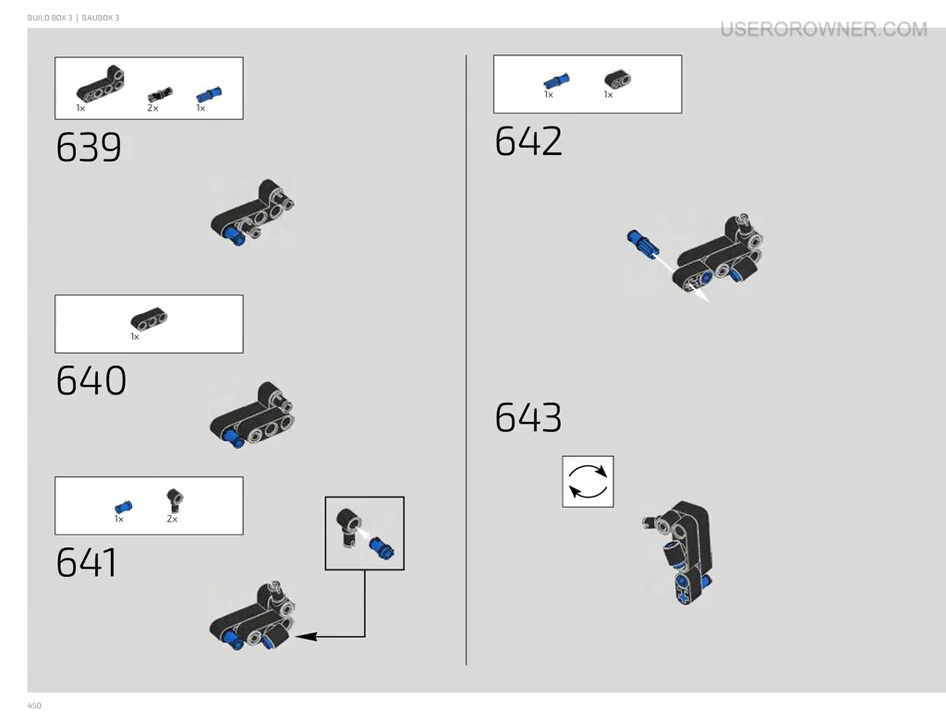 BUILD BOX 3 | BAUBOX 3
USEROROWNER.COM
1x 2x 1x
639
1x
640
1x 2x
641
1x 1x
642
643
450